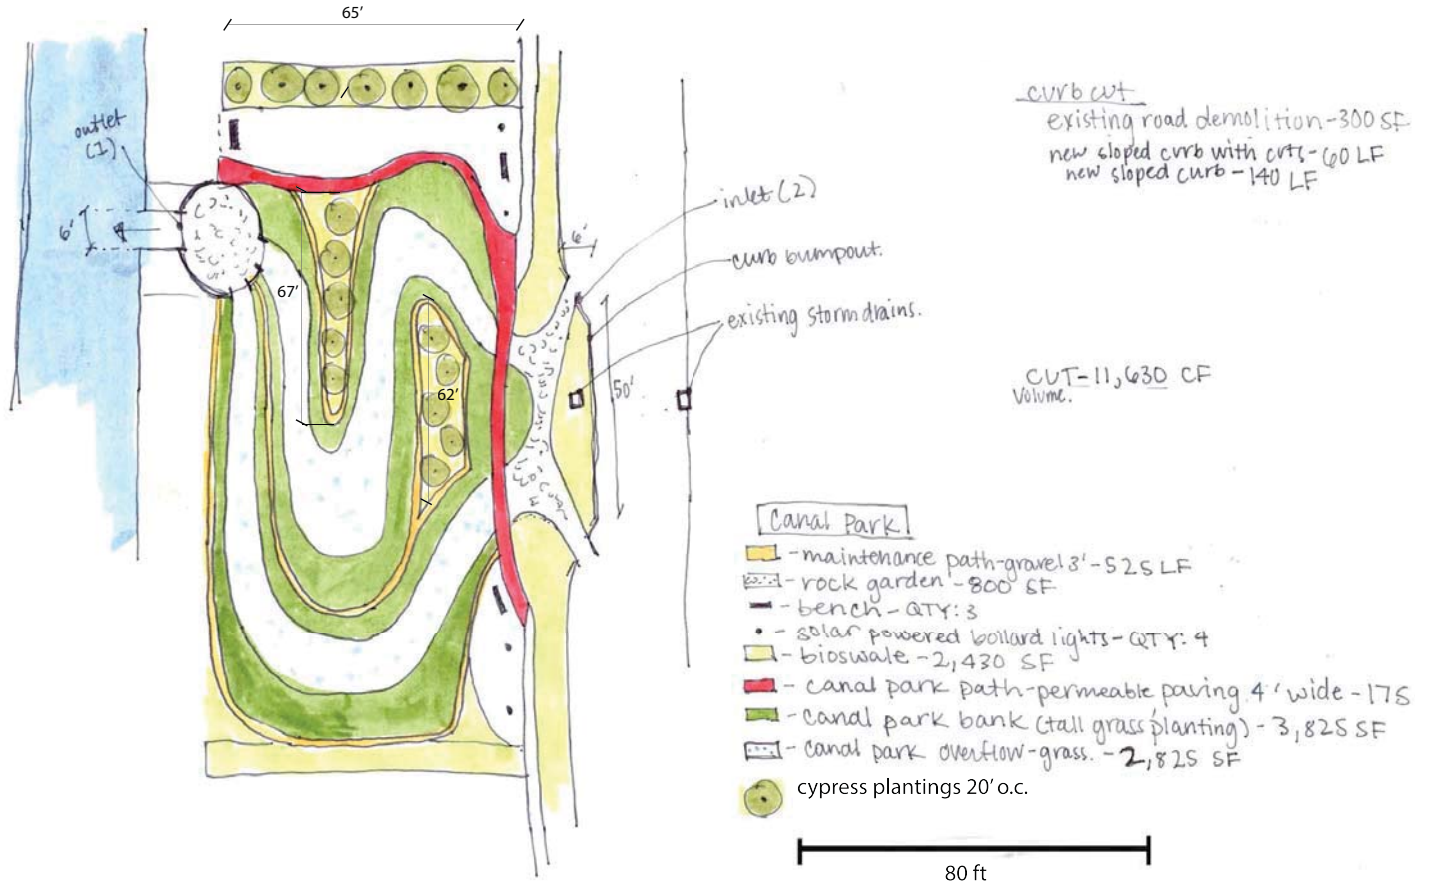 65'
curb cut
existing road demolition-300 SF
new sloped curb with cuts-60 LF
new sloped curb-140 LF
outlet
(1)
inlet (2)
6'
6'
curb bumpout.
67'
existing storm drains.
62'
50'
CUT-11,630 CF
volume.
Canal Park
-maintenance path-gravel 3'-525 LF
-rock garden-800 SF
-bench-QTY: 3
-solar powered bollard lights-QTY: 4
-bioswale-2,430 SF
-canal park path-permeable paving 4' wide-175
-canal park bank (tall grass planting)-3,825 SF
-canal park overflow-grass.-2,825 SF
cypress plantings 20' o.c.
80 ft